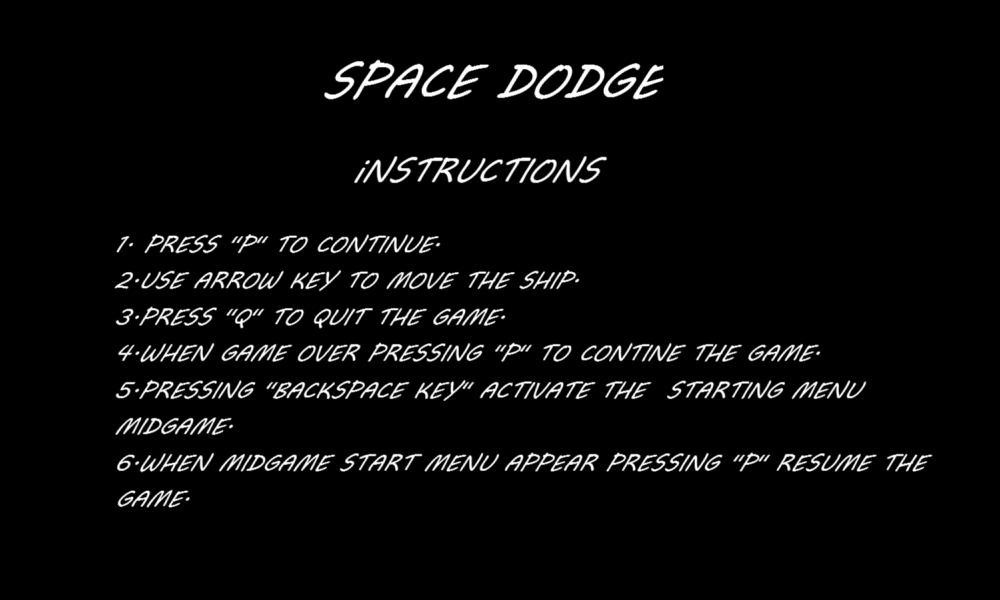 SPACE DODGE
iNSTRUCTIONS
1. PRESS "P" TO CONTINUE.
2.USE ARROW KEY TO MOVE THE SHIP.
3.PRESS "Q" TO QUIT THE GAME.
4.WHEN GAME OVER PRESSING "P" TO CONTINE THE GAME.
5.PRESSING "BACKSPACE KEY" ACTIVATE THE  STARTING MENU
MIDGAME.
6.WHEN MIDGAME START MENU APPEAR PRESSING "P" RESUME THE
GAME.